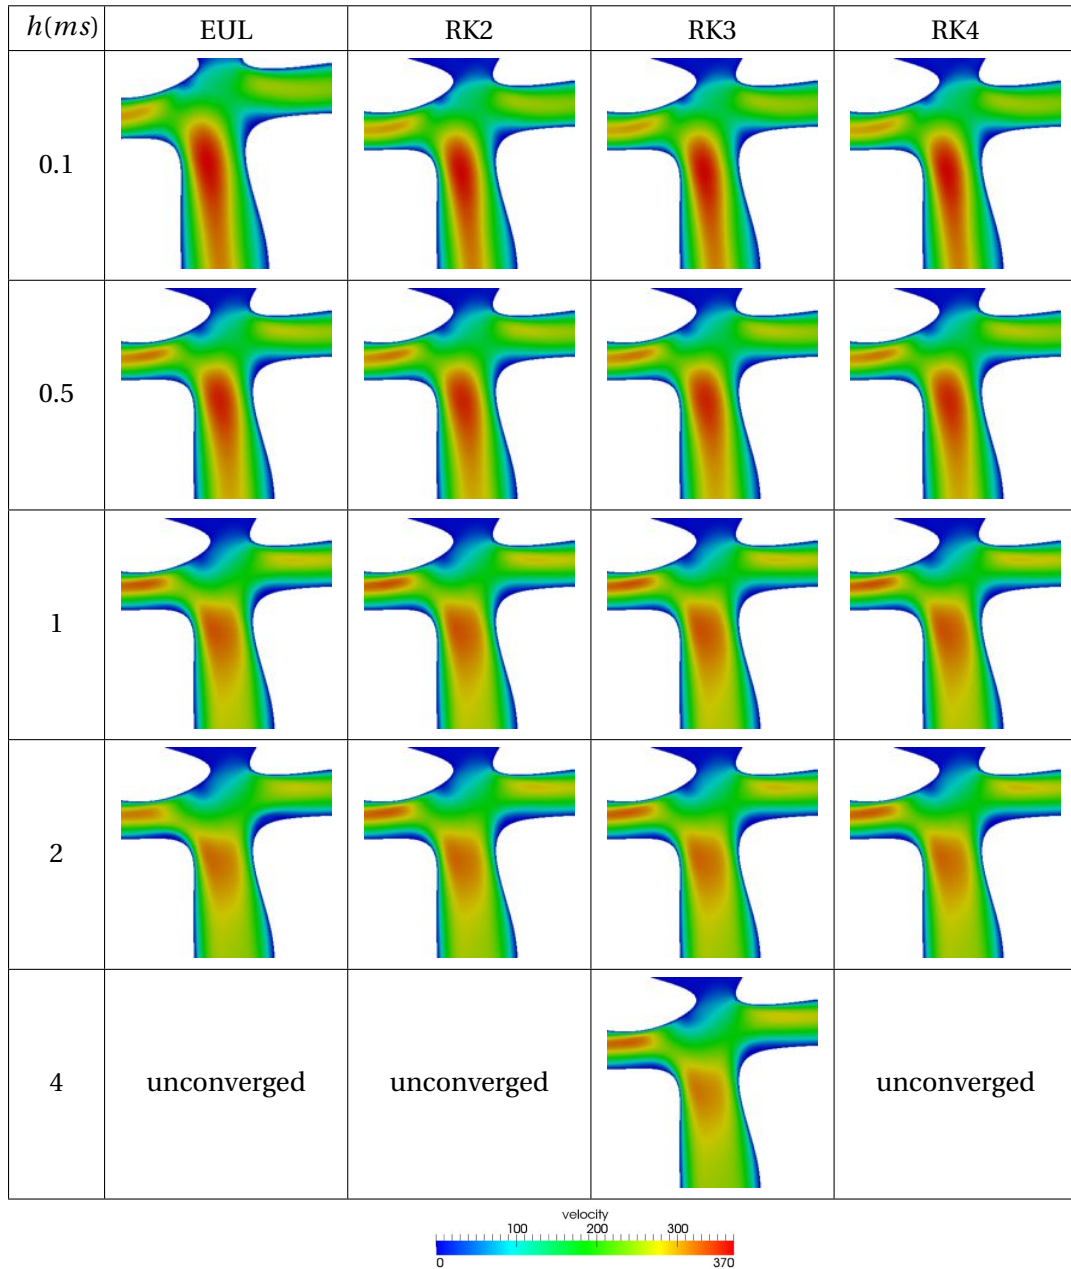 h(ms) EUL RK2 RK3 RK4
0.1
0.5
1
2
4 unconverged unconverged unconverged
velocity
100 200 300
0 370